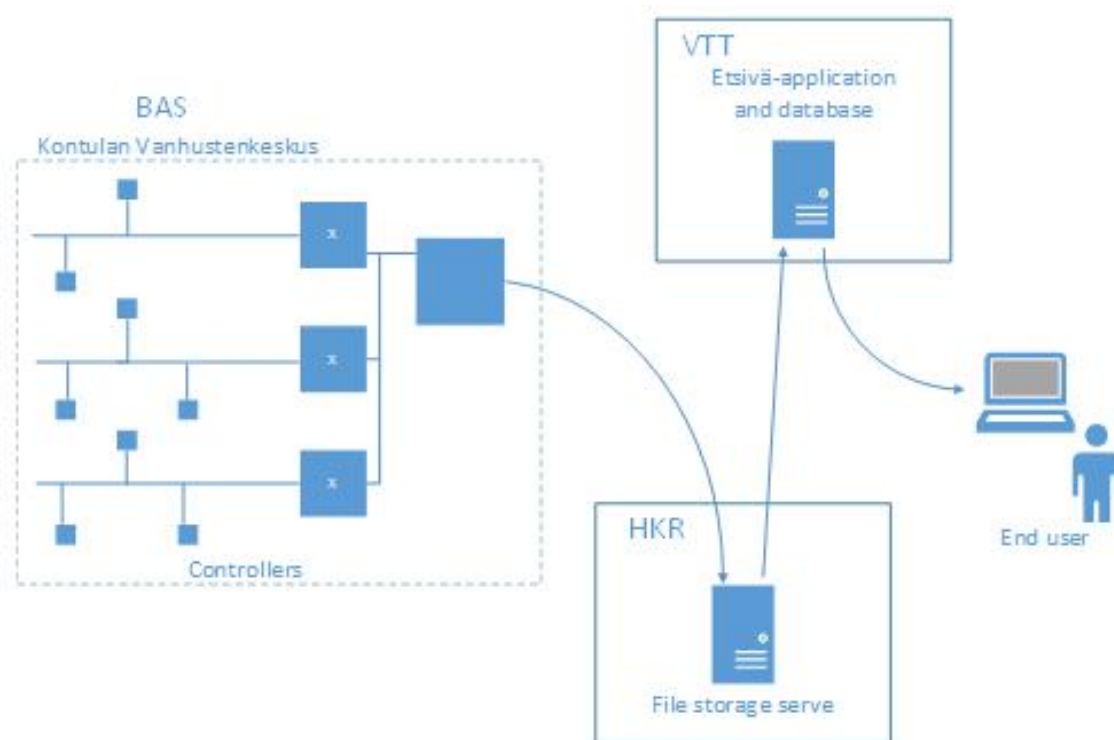 BAS
Kontulan Vanhustenkeskus
x
x
x
Controllers
VTT
Etsivä-application
and database
HKR
File storage serve
End user